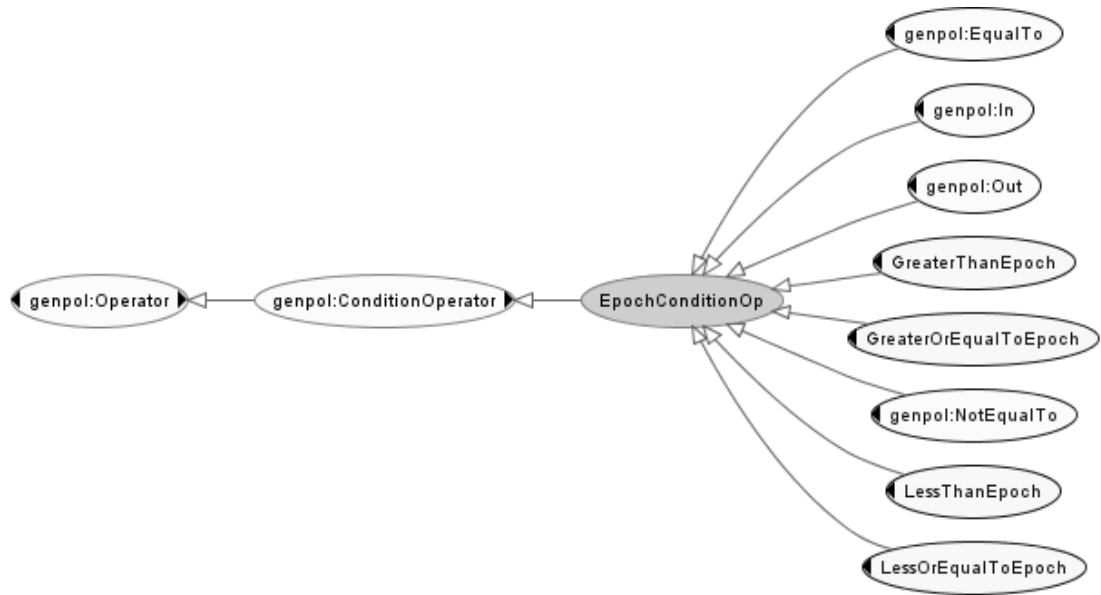 genpol:EqualTo
genpol:In
genpol:Out
GreaterThanEpoch
genpol:Operator
genpol:ConditionOperator
EpochConditionOp
GreaterOrEqualToEpoch
genpol:NotEqualTo
LessThanEpoch
LessOrEqualToEpoch